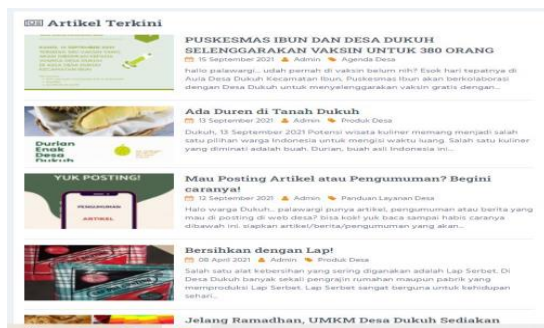 Artikel Terkini
PUSKESMAS IBUN DAN DESA DUKUH
SELENGGARAKAN VAKSIN UNTUK 380 ORANG
15 September 2021 Admin Agenda Desa
halo palawargi... udah pernah di vaksin belum nih? Esok hari tepatnya di
Aula Desa Dukuh Kecamatan Ibun, Puskesmas Ibun akan berkolaborasi
dengan Desa Dukuh untuk menyelenggarakan vaksin gratis dengan...
Durian
Enak
Desa
Dukuh
Ada Duren di Tanah Dukuh
13 September 2021 Admin Produk Desa
Dukuh, 13 September 2021 Potensi wisata kuliner memang menjadi salah
satu pilihan warga Indonesia untuk mengisi waktu luang. Salah satu kuliner
yang diminati adalah buah. Durian, buah asli Indonesia ini...
YUK POSTING!
PENGUMUMAN
ARTIKEL
Mau Posting Artikel atau Pengumuman? Begini
caranya!
12 September 2021 Admin Panduan Layanan Desa
Halo warga Dukuh... palawargi punya artikel, pengumuman atau berita yang
mau di posting di web desa? bisa kok! yuk baca sampai habis caranya
dibawah ini. siapkan artikel/berita/pengumuman yang akan...
Bersihkan dengan Lap!
08 April 2021 Admin Produk Desa
Salah satu alat kebersihan yang sering digunakan adalah Lap Serbet. Di
Desa Dukuh banyak sekali pengrajin rumahan maupun pabrik yang
memproduksi Lap Serbet. Lap Serbet sangat berguna untuk kehidupan
sehari...
Jelang Ramadhan, UMKM Desa Dukuh Sediakan